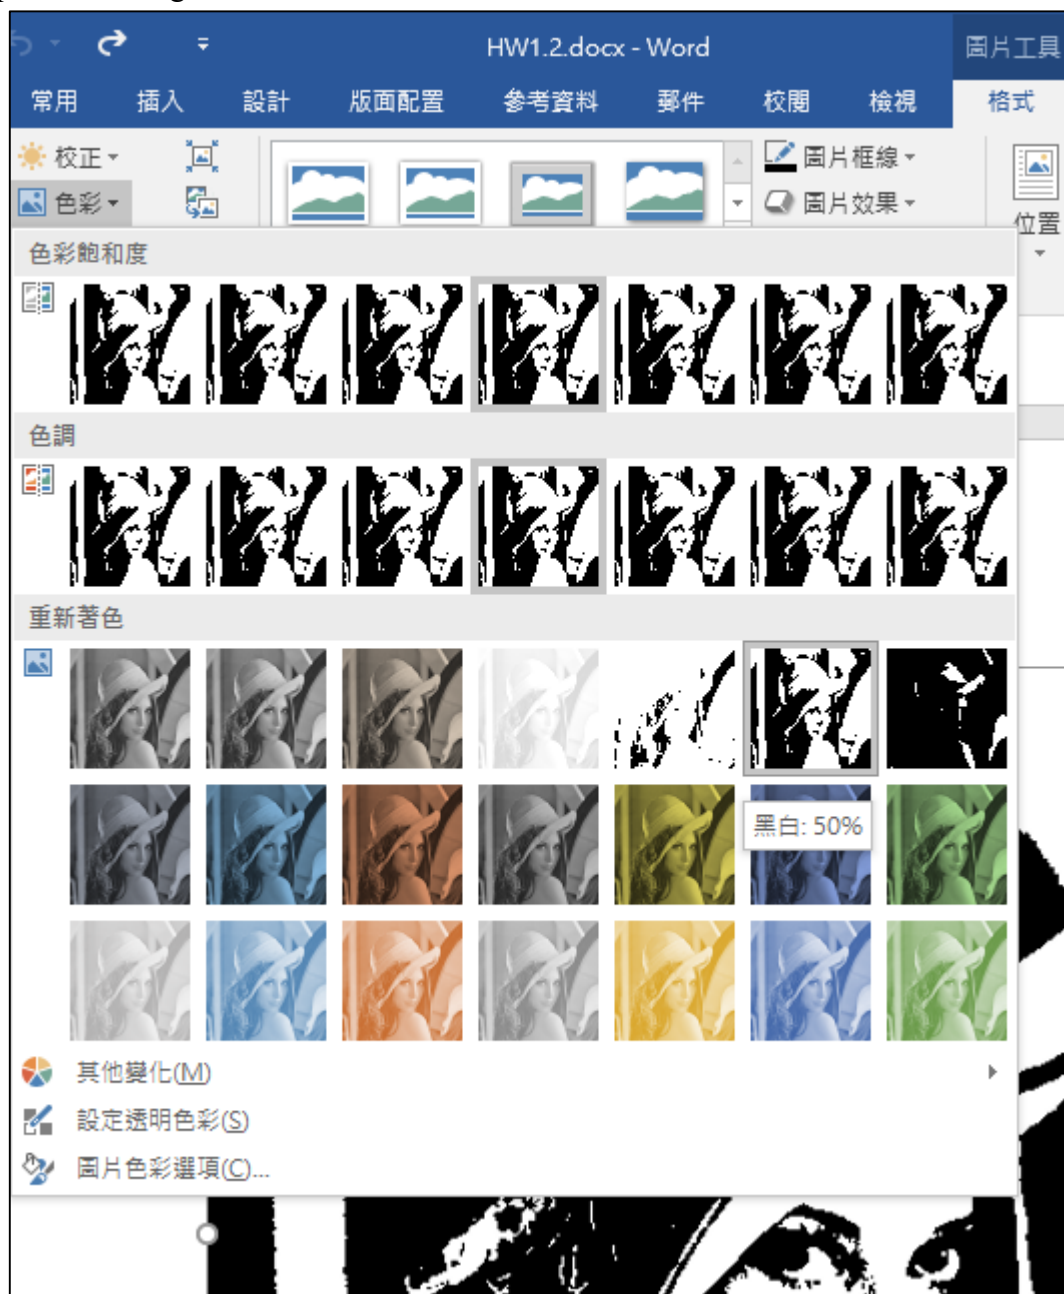 HW1.2.docx - Word
圖片工具
常用 插入 設計 版面配置 參考資料 郵件 校閱 檢視 格式
校正
圖片框線
色彩
圖片效果
位置
色彩飽和度
色調
重新著色
黑白: 50%
其他變化(M)
設定透明色彩(S)
圖片色彩選項(C)...